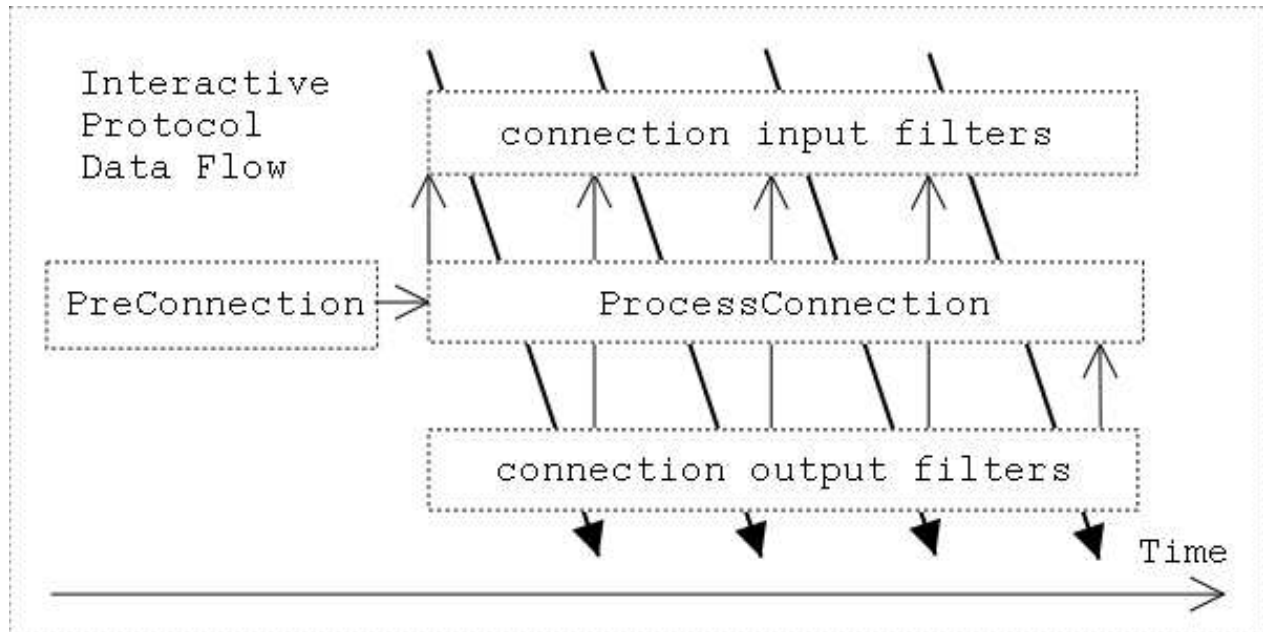 Interactive
Protocol
Data Flow
connection input filters
PreConnection
ProcessConnection
connection output filters
Time